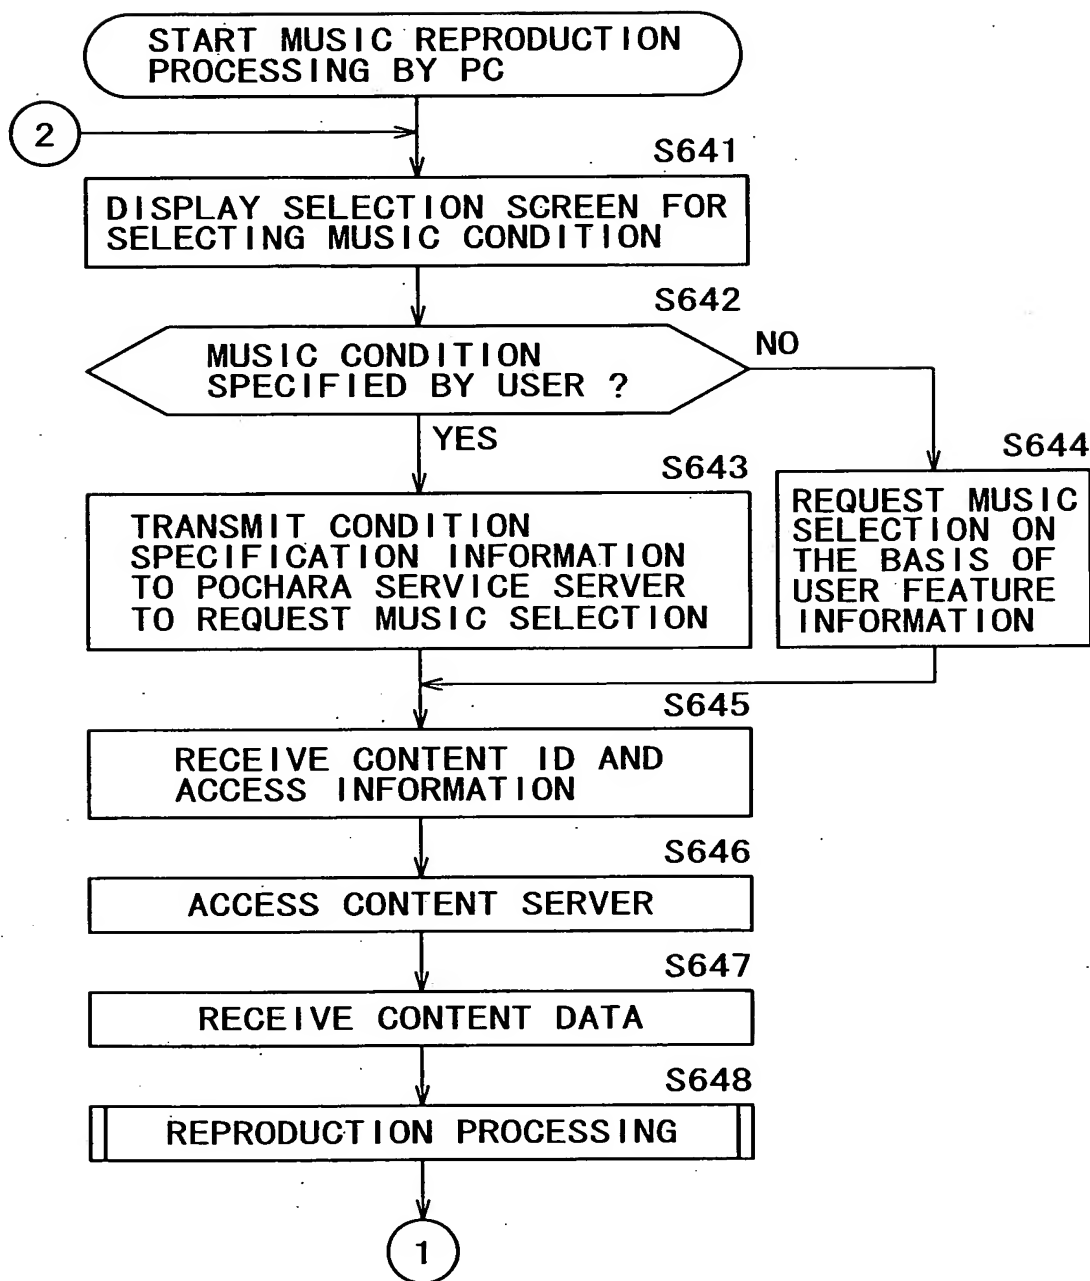 START MUSIC REPRODUCTION
PROCESSING BY PC
2
S641
DISPLAY SELECTION SCREEN FOR
SELECTING MUSIC CONDITION
S642
MUSIC CONDITION
SPECIFIED BY USER ?
NO
YES
S643
TRANSMIT CONDITION
SPECIFICATION INFORMATION
TO POCHARA SERVICE SERVER
TO REQUEST MUSIC SELECTION
S644
REQUEST MUSIC
SELECTION ON
THE BASIS OF
USER FEATURE
INFORMATION
S645
RECEIVE CONTENT ID AND
ACCESS INFORMATION
S646
ACCESS CONTENT SERVER
S647
RECEIVE CONTENT DATA
S648
REPRODUCTION PROCESSING
1